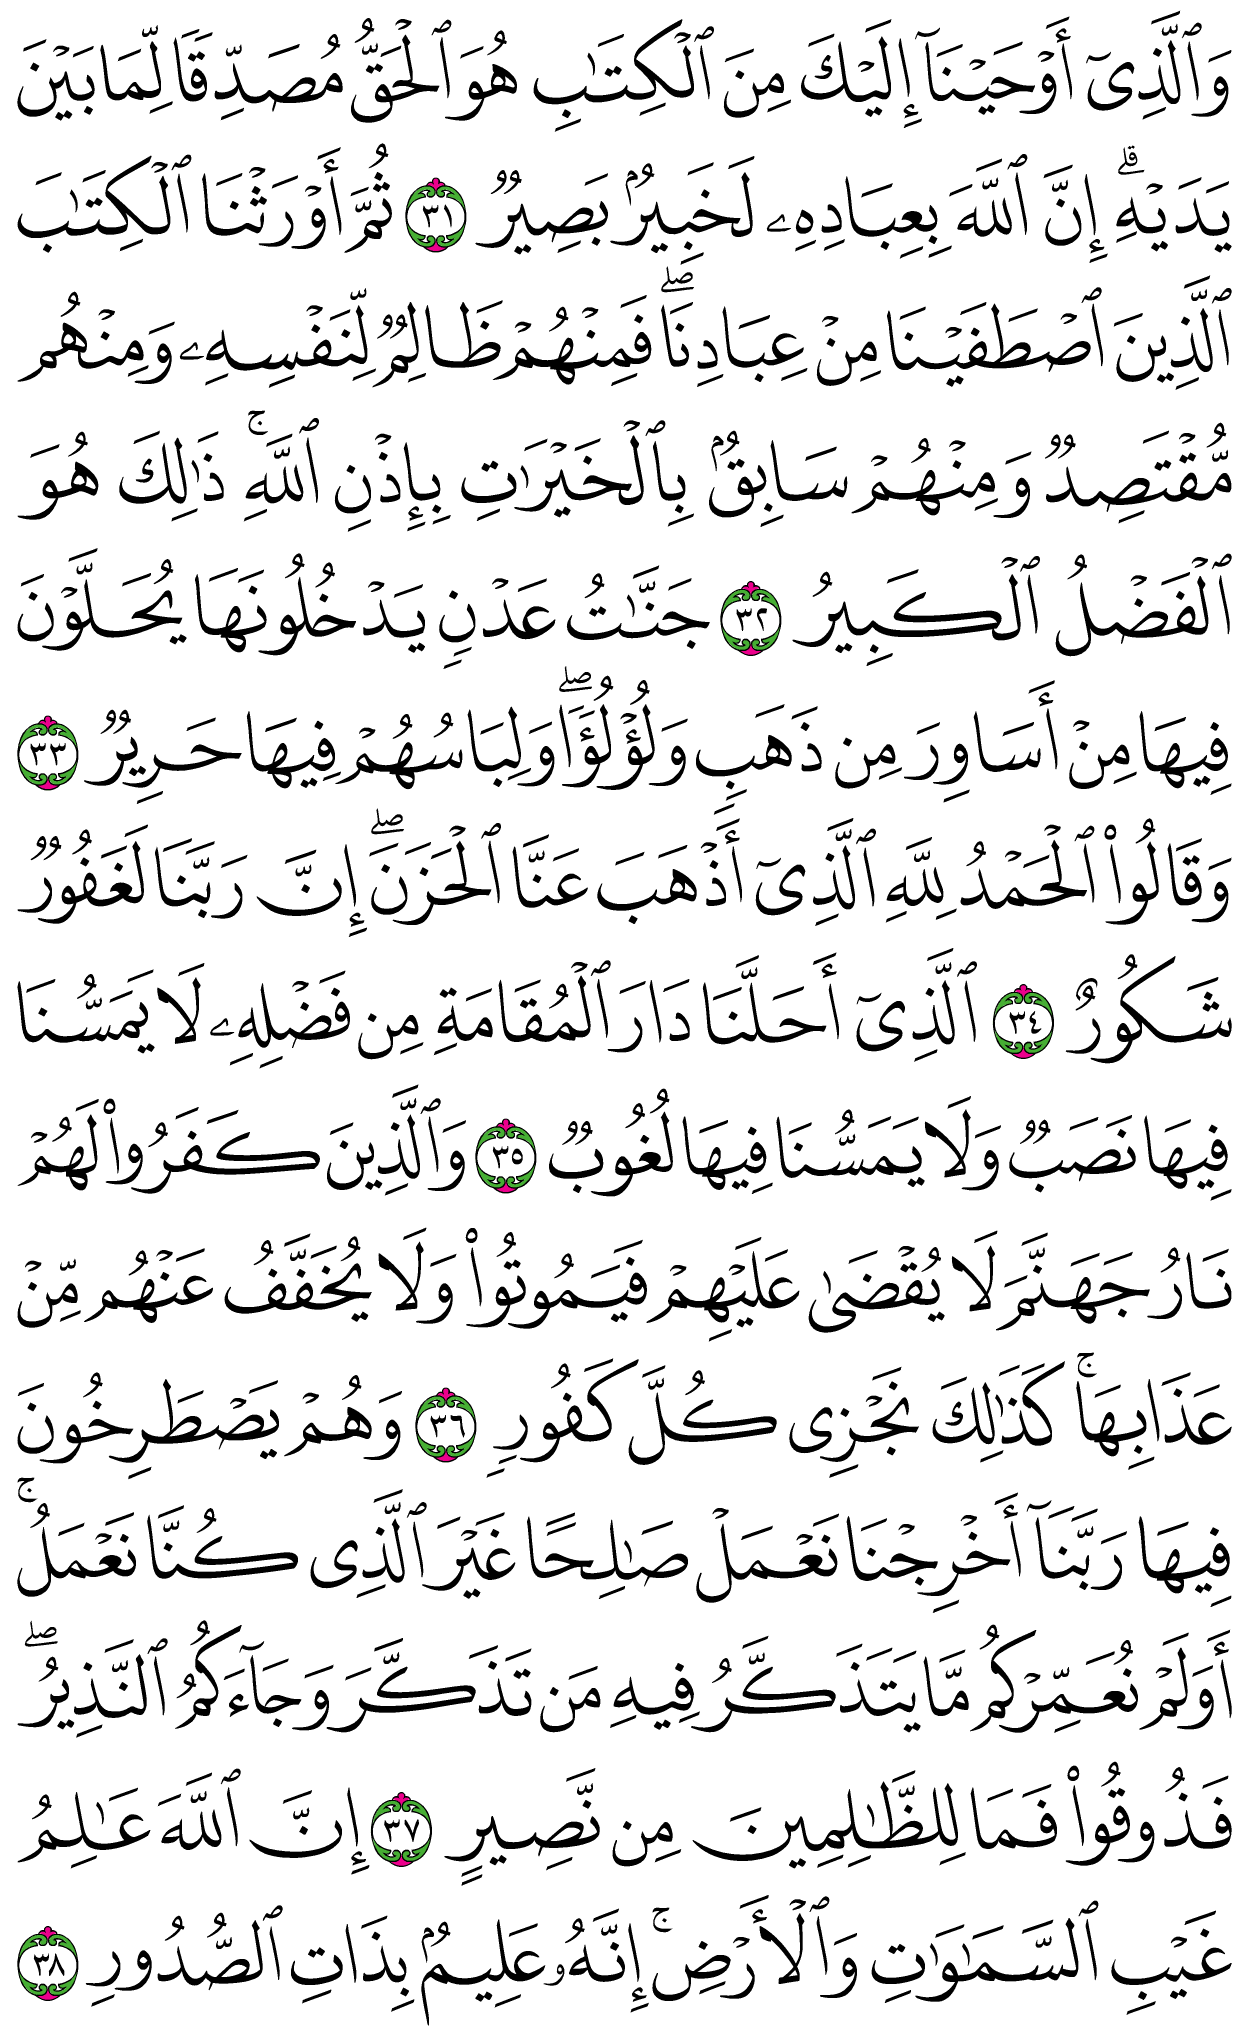 وَٱلَّذِىٓ أَوۡحَيۡنَآ إِلَيۡكَ مِنَ ٱلۡكِتَٰبِ هُوَ ٱلۡحَقُّ مُصَدِّقٗا لِّمَا بَيۡنَ
يَدَيۡهِۗ إِنَّ ٱللَّهَ بِعِبَادِهِۦ لَخَبِيرُۢ بَصِيرٞ ٣١ ثُمَّ أَوۡرَثۡنَا ٱلۡكِتَٰبَ
ٱلَّذِينَ ٱصۡطَفَيۡنَا مِنۡ عِبَادِنَاۖ فَمِنۡهُمۡ ظَالِمٞ لِّنَفۡسِهِۦ وَمِنۡهُم
مُّقۡتَصِدٞ وَمِنۡهُمۡ سَابِقُۢ بِٱلۡخَيۡرَٰتِ بِإِذۡنِ ٱللَّهِۚ ذَٰلِكَ هُوَ
ٱلۡفَضۡلُ ٱلۡكَبِيرُ ٣٢ جَنَّٰتُ عَدۡنٖ يَدۡخُلُونَهَا يُحَلَّوۡنَ
فِيهَا مِنۡ أَسَاوِرَ مِن ذَهَبٖ وَلُؤۡلُؤٗاۖ وَلِبَاسُهُمۡ فِيهَا حَرِيرٞ ٣٣
وَقَالُواْ ٱلۡحَمۡدُ لِلَّهِ ٱلَّذِىٓ أَذۡهَبَ عَنَّا ٱلۡحَزَنَۖ إِنَّ رَبَّنَا لَغَفُورٞ
شَكُورٌ ٣٤ ٱلَّذِىٓ أَحَلَّنَا دَارَ ٱلۡمُقَامَةِ مِن فَضۡلِهِۦ لَا يَمَسُّنَا
فِيهَا نَصَبٞ وَلَا يَمَسُّنَا فِيهَا لُغُوبٞ ٣٥ وَٱلَّذِينَ كَفَرُواْ لَهُمۡ
نَارُ جَهَنَّمَ لَا يُقۡضَىٰ عَلَيۡهِمۡ فَيَمُوتُواْ وَلَا يُخَفَّفُ عَنۡهُم مِّنۡ
عَذَابِهَاۚ كَذَٰلِكَ نَجۡزِى كُلَّ كَفُورٖ ٣٦ وَهُمۡ يَصۡطَرِخُونَ
فِيهَا رَبَّنَآ أَخۡرِجۡنَا نَعۡمَلۡ صَٰلِحًا غَيۡرَ ٱلَّذِى كُنَّا نَعۡمَلُۚ
أَوَلَمۡ نُعَمِّرۡكُم مَّا يَتَذَكَّرُ فِيهِ مَن تَذَكَّرَ وَجَآءَكُمُ ٱلنَّذِيرُۖ
فَذُوقُواْ فَمَا لِلظَّٰلِمِينَ مِن نَّصِيرٍ ٣٧ إِنَّ ٱللَّهَ عَٰلِمُ
غَيۡبِ ٱلسَّمَٰوَٰتِ وَٱلۡأَرۡضِۚ إِنَّهُۥ عَلِيمُۢ بِذَاتِ ٱلصُّدُورِ ٣٨